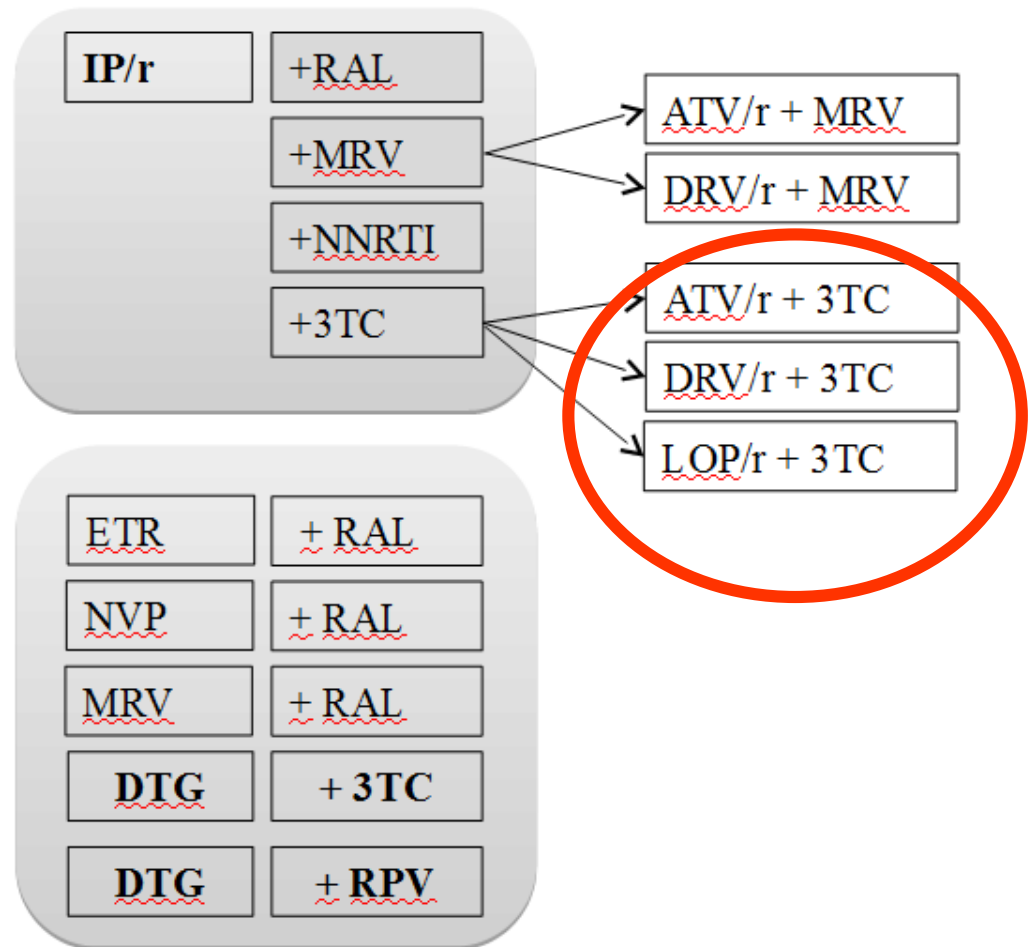 IP/r
+RAL
+MRV
+NNRTI
+3TC
ATV/r + MRV
DRV/r + MRV
ATV/r + 3TC
DRV/r + 3TC
LOP/r + 3TC
ETR + RAL
NVP + RAL
MRV + RAL
DTG + 3TC
DTG + RPV